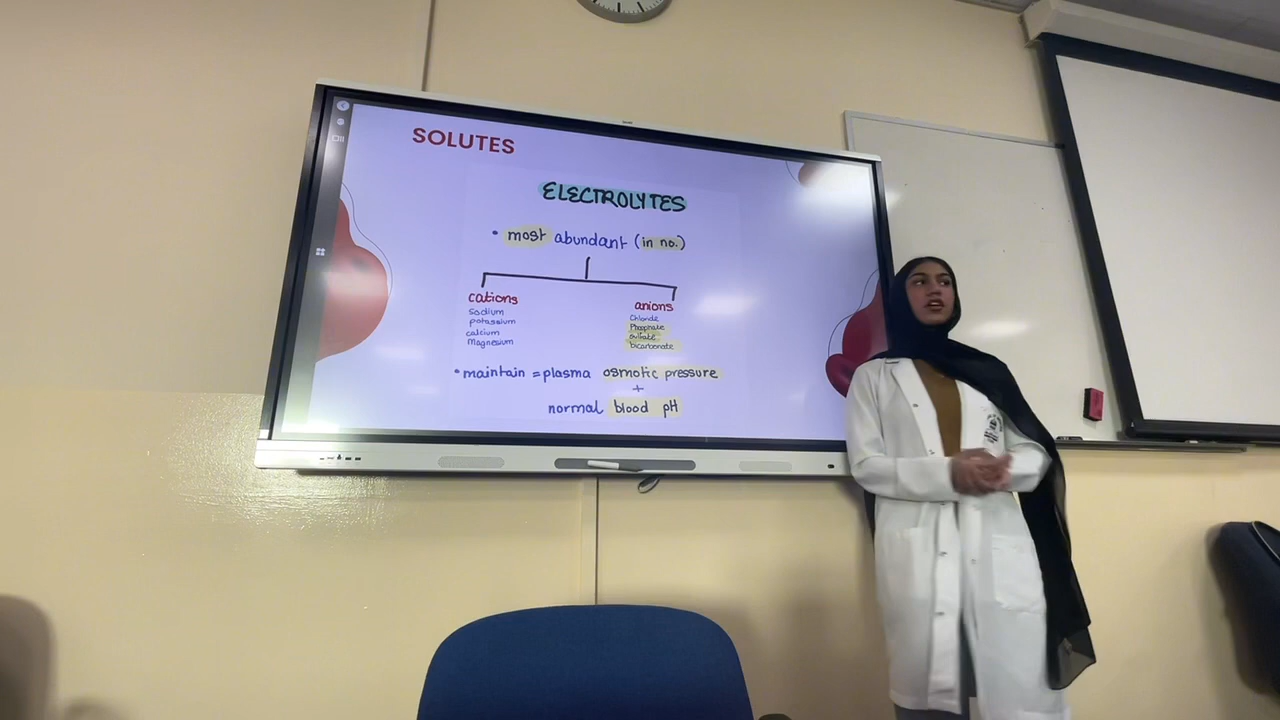 SOLUTES
ELECTROLYTES
• most abundant (in no.)
cations
Sodium
potassium
calcium
Magnesium
anions
Chloride
Phosphate
sulfate
bicarbonate
• maintain = plasma osmotic pressure
+
normal blood pH